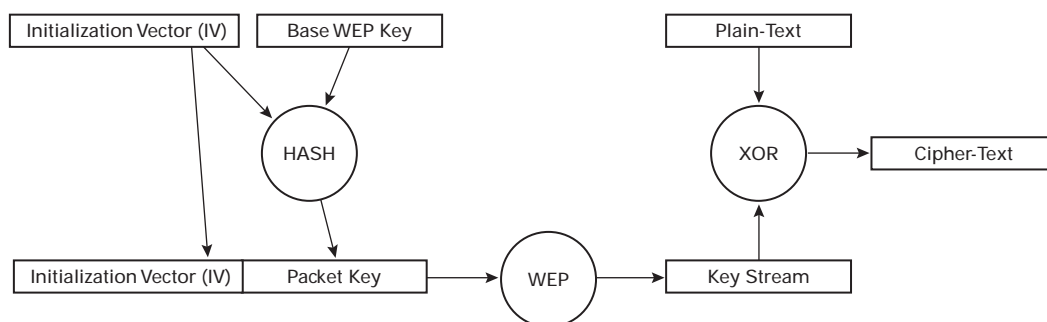 Initialization Vector (IV)
Base WEP Key
Plain-Text
HASH
XOR
Cipher-Text
Initialization Vector (IV)
Packet Key
WEP
Key Stream